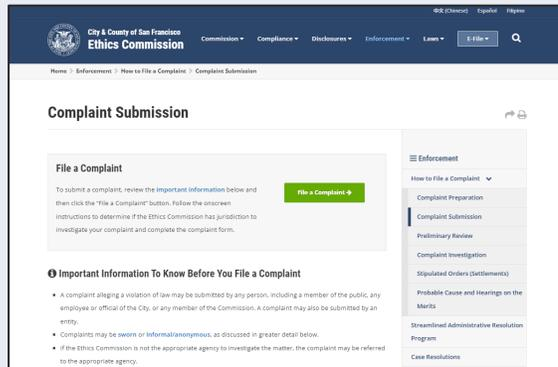 中文 (Chinese) Español Filipino
City & County of San Francisco
Ethics Commission
Commission Compliance Disclosures Enforcement Laws E-File
Home > Enforcement > How to File a Complaint > Complaint Submission
Complaint Submission
File a Complaint
To submit a complaint, review the important information below and
then click the "File a Complaint" button. Follow the onscreen
instructions to determine if the Ethics Commission has jurisdiction to
investigate your complaint and complete the complaint form.
File a Complaint →
Important Information To Know Before You File a Complaint
• A complaint alleging a violation of law may be submitted by any person, including a member of the public, any
employee or official of the City, or any member of the Commission. A complaint may also be submitted by an
entity.
• Complaints may be sworn or informal/anonymous, as discussed in greater detail below.
• If the Ethics Commission is not the appropriate agency to investigate the matter, the complaint may be referred
to the appropriate agency.
Enforcement
How to File a Complaint
Complaint Preparation
Complaint Submission
Preliminary Review
Complaint Investigation
Stipulated Orders (Settlements)
Probable Cause and Hearings on the
Merits
Streamlined Administrative Resolution
Program
Case Resolutions